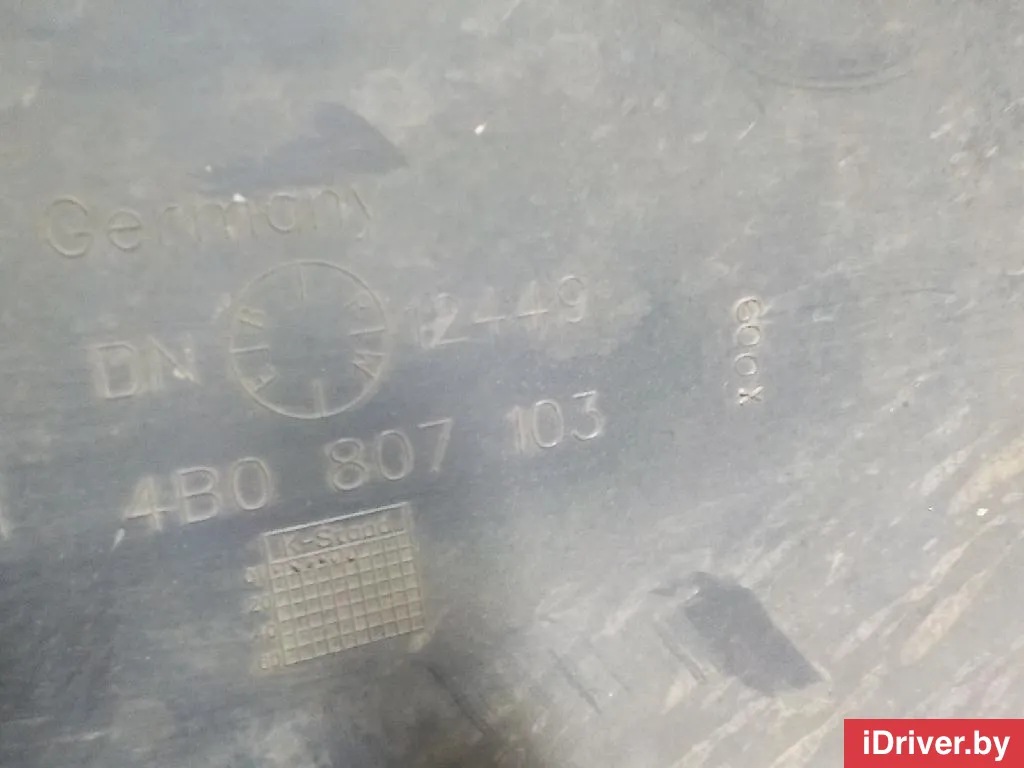 Germany
DN 12449
4B0 807 103
K-Stand
iDriver.by